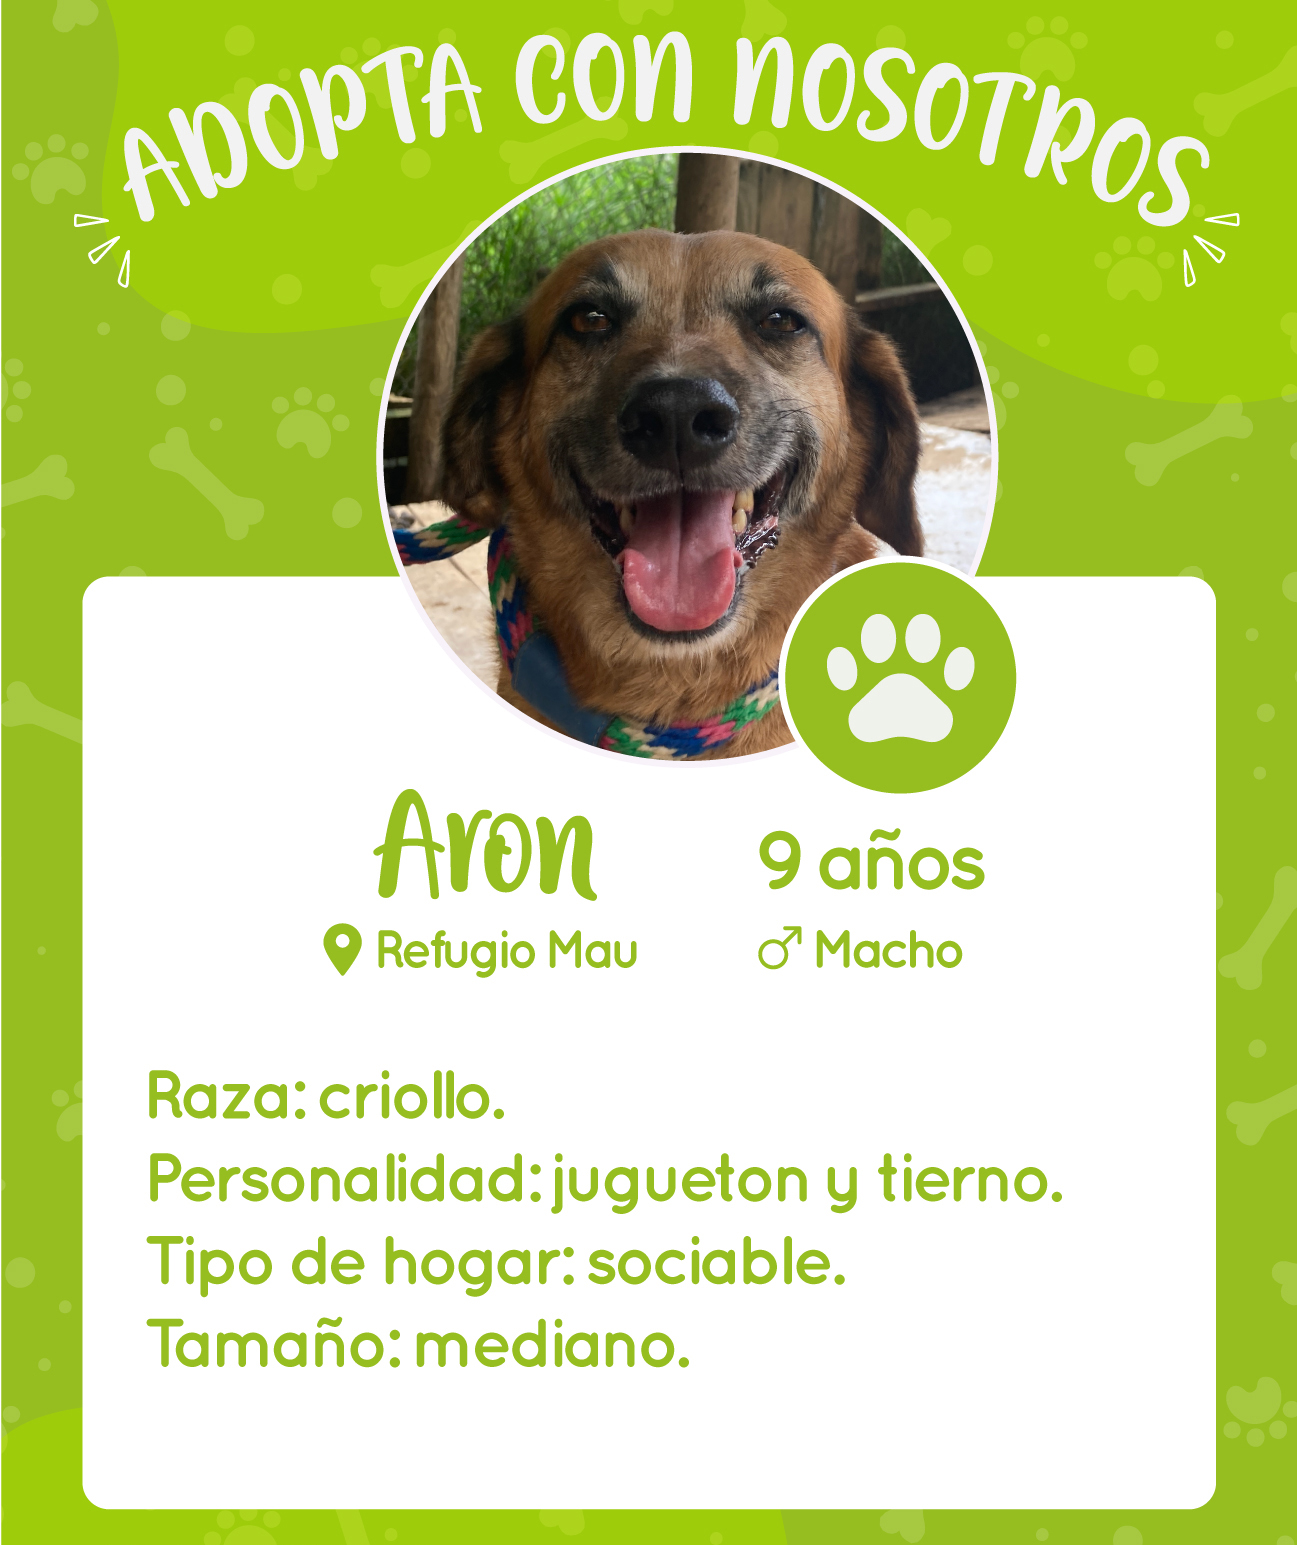 ADOPTA CON NOSOTROS
Aron
9 años
Refugio Mau
Macho
Raza: criollo.
Personalidad: jugueton y tierno.
Tipo de hogar: sociable.
Tamaño: mediano.